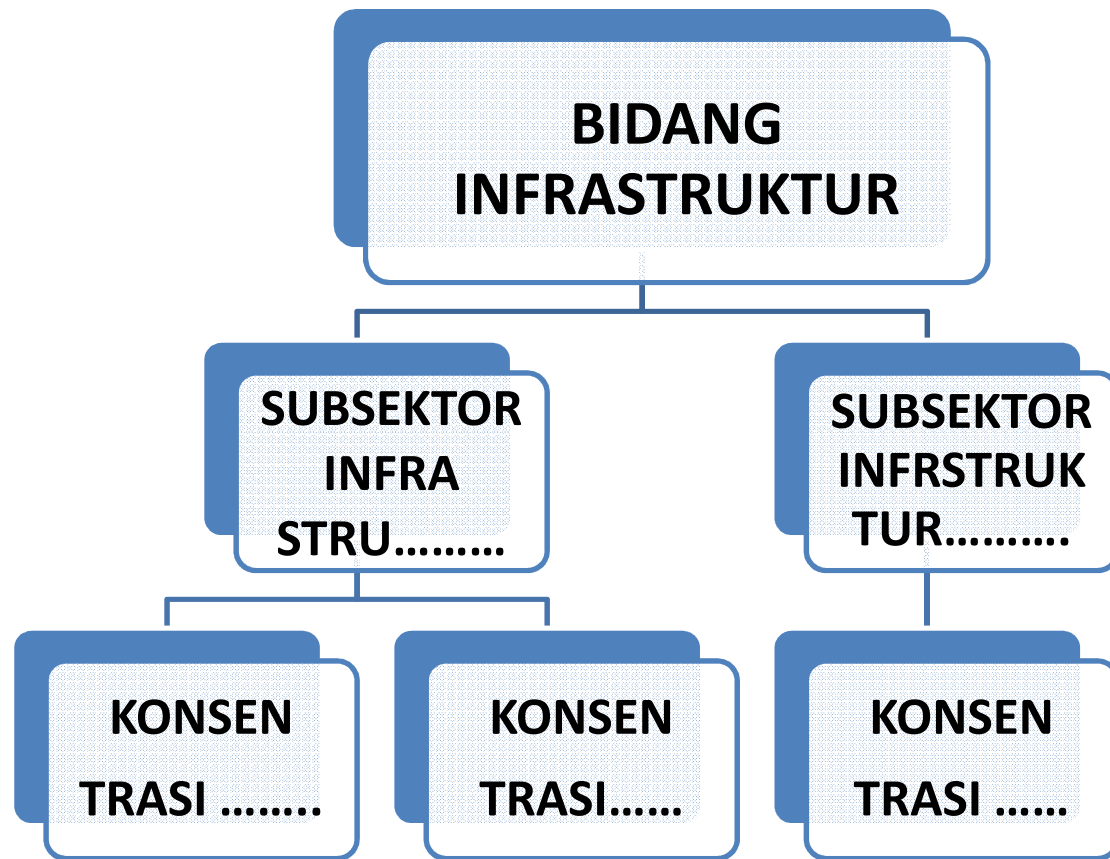 BIDANG
INFRASTRUKTUR
SUBSEKTOR
INFRA
STRU.........
SUBSEKTOR
INFRSTRUK
TUR..........
KONSEN
TRASI ........
KONSEN
TRASI......
KONSEN
TRASI ......